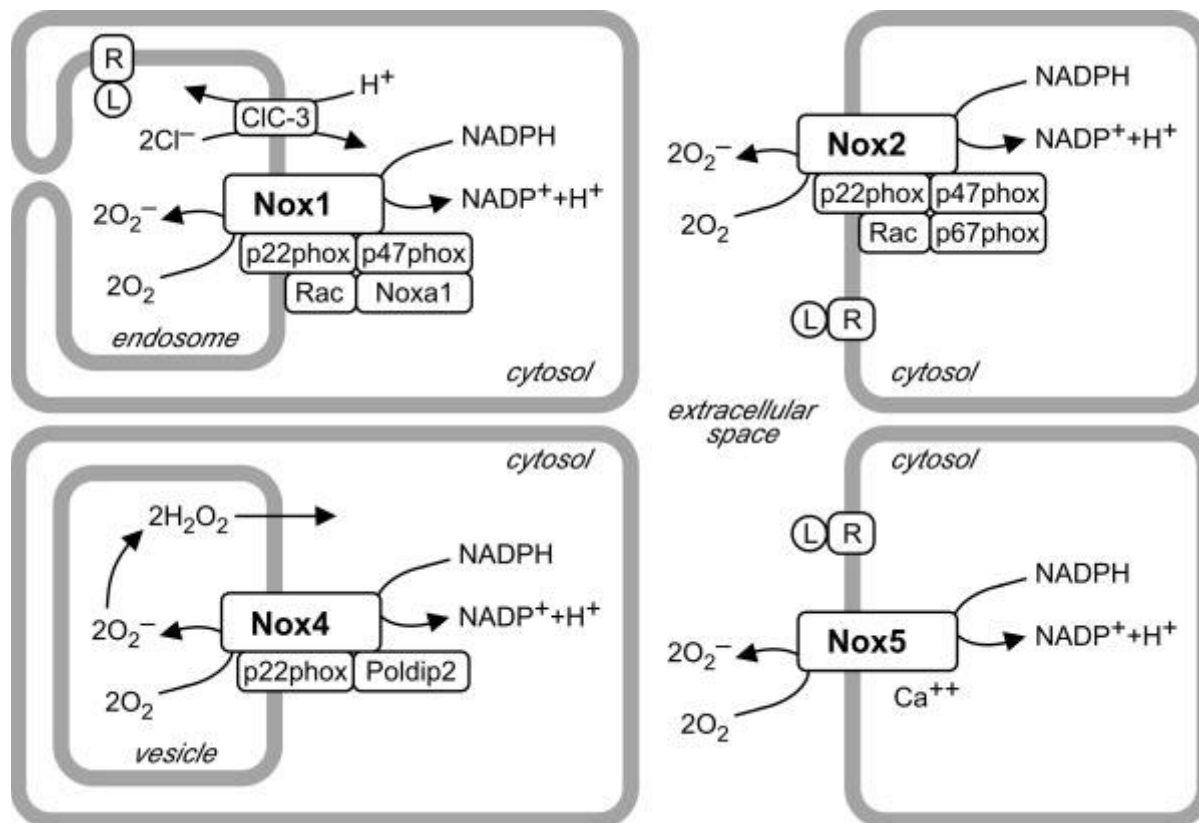 R
L
H⁺
ClC-3
2Cl⁻
NADPH
Nox1
NADP⁺+H⁺
2O₂⁻
p22phox p47phox
2O₂
Rac Noxa1
endosome
cytosol
NADPH
Nox2
NADP⁺+H⁺
2O₂⁻
p22phox p47phox
2O₂
Rac p67phox
L R
cytosol
extracellular
space
cytosol
2H₂O₂
NADPH
Nox4
NADP⁺+H⁺
2O₂⁻
p22phox Poldip2
2O₂
vesicle
cytosol
L R
NADPH
Nox5
NADP⁺+H⁺
2O₂⁻
Ca⁺⁺
2O₂